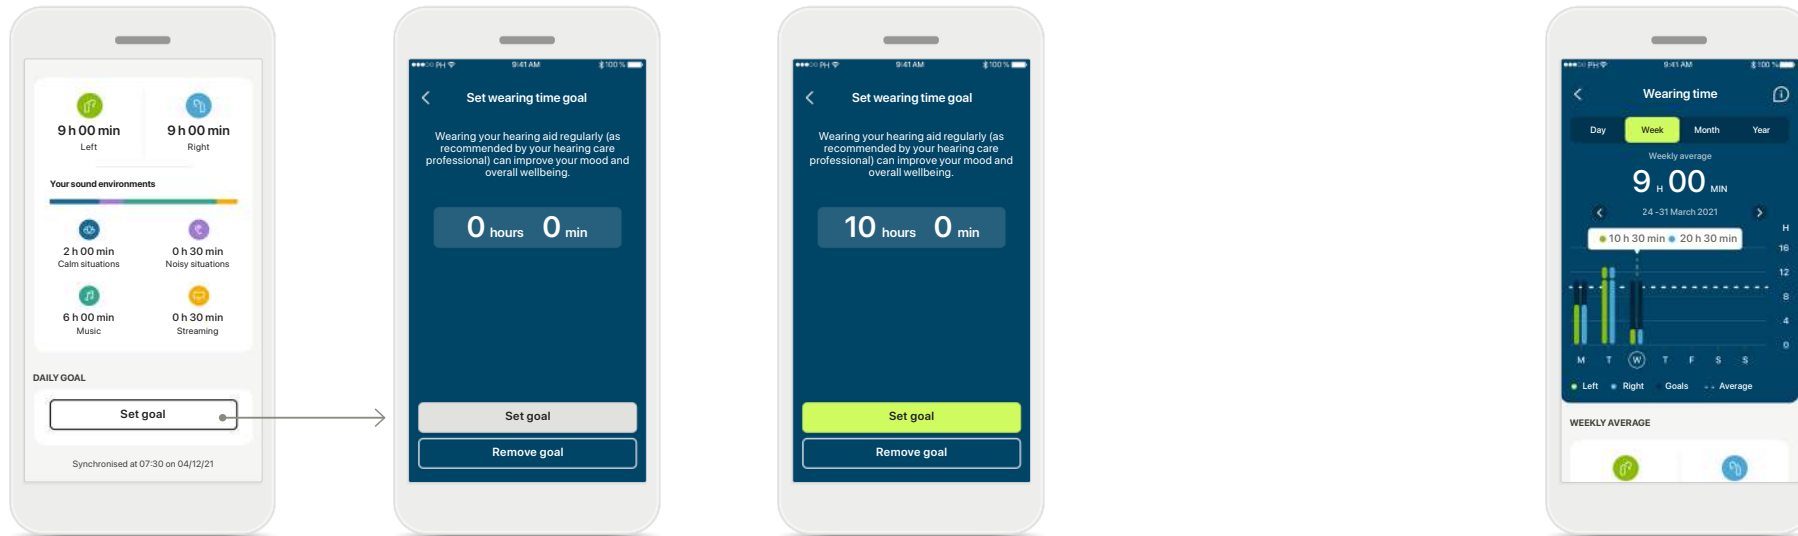 9 h 00 min
Left
9 h 00 min
Right
Your sound environments
2 h 00 min
Calm situations
0 h 30 min
Noisy situations
6 h 00 min
Music
0 h 30 min
Streaming
DAILY GOAL
Set goal
Synchronised at 07:30 on 04/12/21
PH 9:41 AM 100 %
Set wearing time goal
Wearing your hearing aid regularly (as
recommended by your hearing care
professional) can improve your mood and
overall wellbeing.
0 hours 0 min
Set goal
Remove goal
PH 9:41 AM 100 %
Set wearing time goal
Wearing your hearing aid regularly (as
recommended by your hearing care
professional) can improve your mood and
overall wellbeing.
10 hours 0 min
Set goal
Remove goal
PH 9:41 AM 100 %
Wearing time
Day Week Month Year
Weekly average
9 H 00 MIN
24 -31 March 2021
10 h 30 min 20 h 30 min
H
16
12
8
4
0
M T W T F S S
Left Right Goals Average
WEEKLY AVERAGE